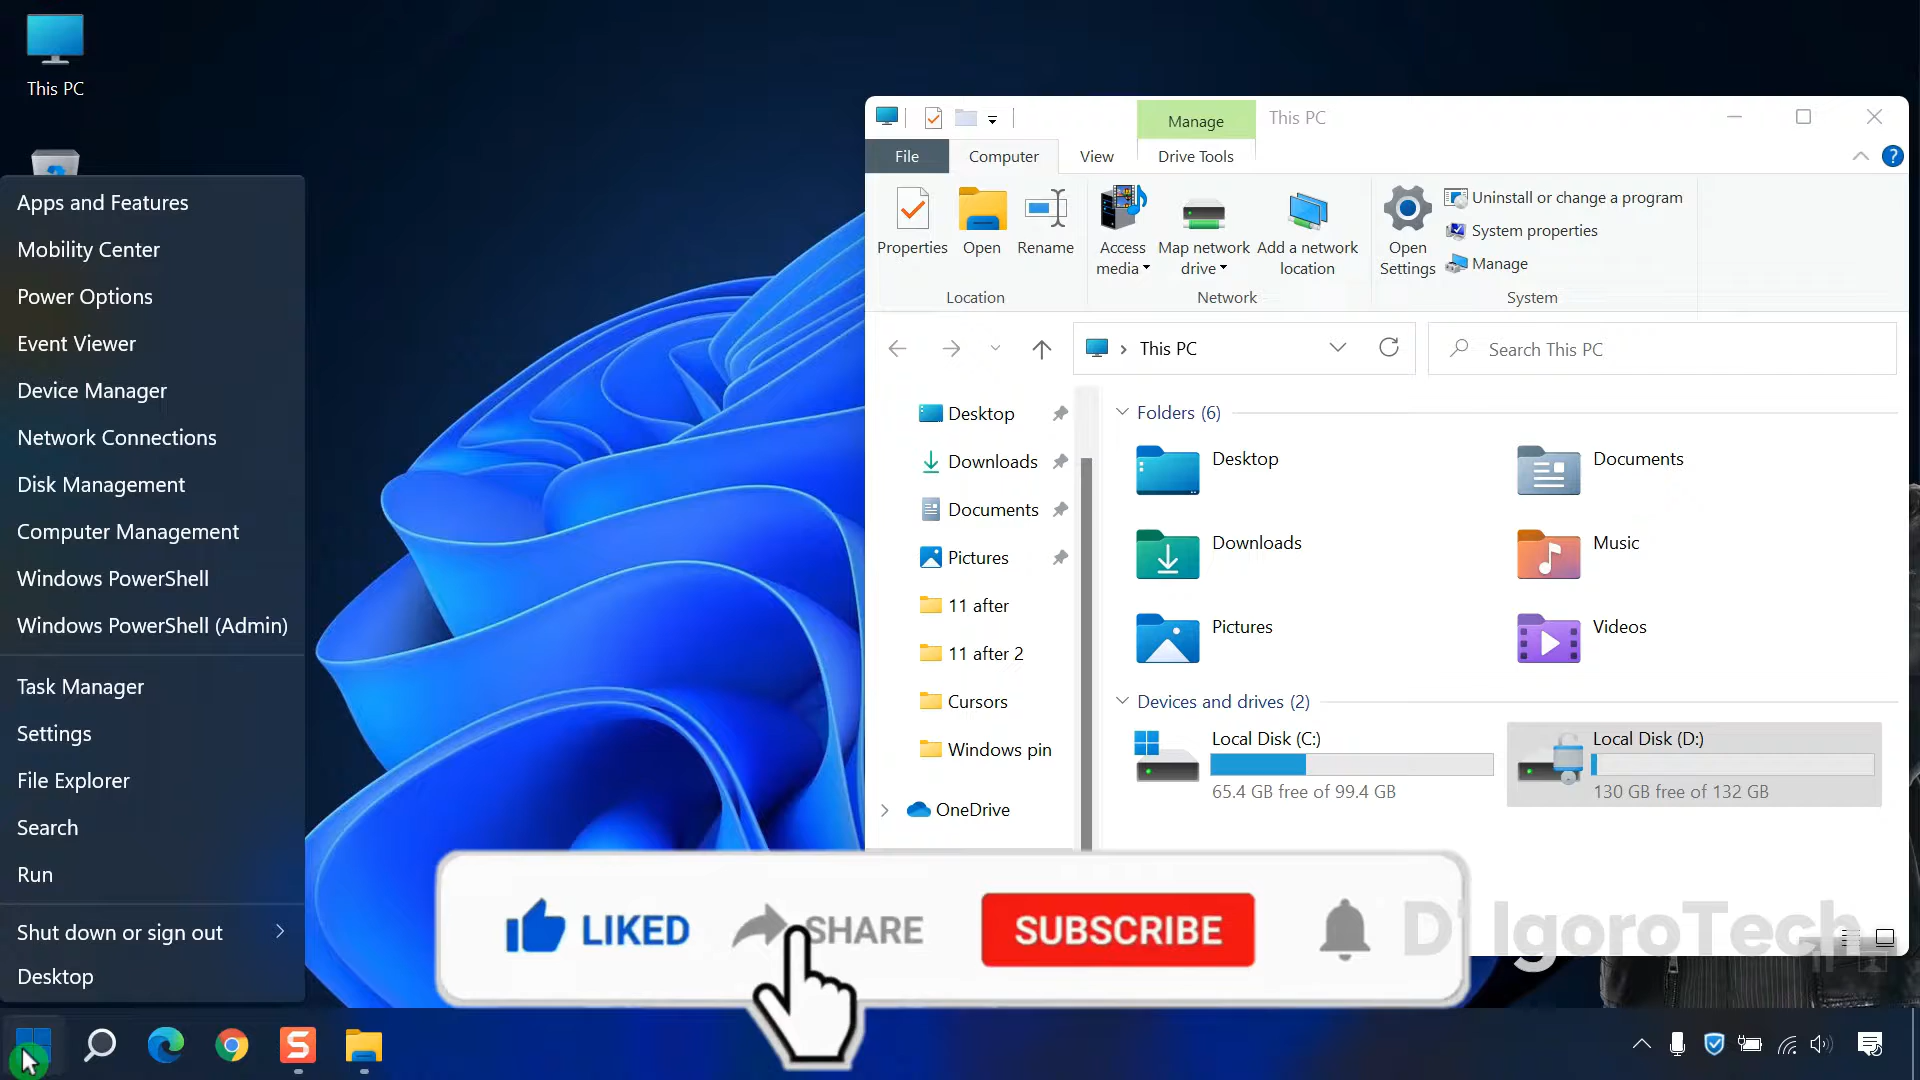 This PC
Apps and Features
Mobility Center
Power Options
Event Viewer
Device Manager
Network Connections
Disk Management
Computer Management
Windows PowerShell
Windows PowerShell (Admin)
Task Manager
Settings
File Explorer
Search
Run
Shut down or sign out
Desktop
Manage
This PC
File
Computer
View
Drive Tools
?
Properties
Open
Rename
Access media
Map network drive
Add a network location
Open Settings
Uninstall or change a program
System properties
Manage
Location
Network
System
This PC
Search This PC
Desktop
Downloads
Documents
Pictures
11 after
11 after 2
Cursors
Windows pin
OneDrive
Folders (6)
Desktop
Documents
Downloads
Music
Pictures
Videos
Devices and drives (2)
Local Disk (C:)
65.4 GB free of 99.4 GB
Local Disk (D:)
130 GB free of 132 GB
LIKED
SHARE
SUBSCRIBE
IgoroTech
S